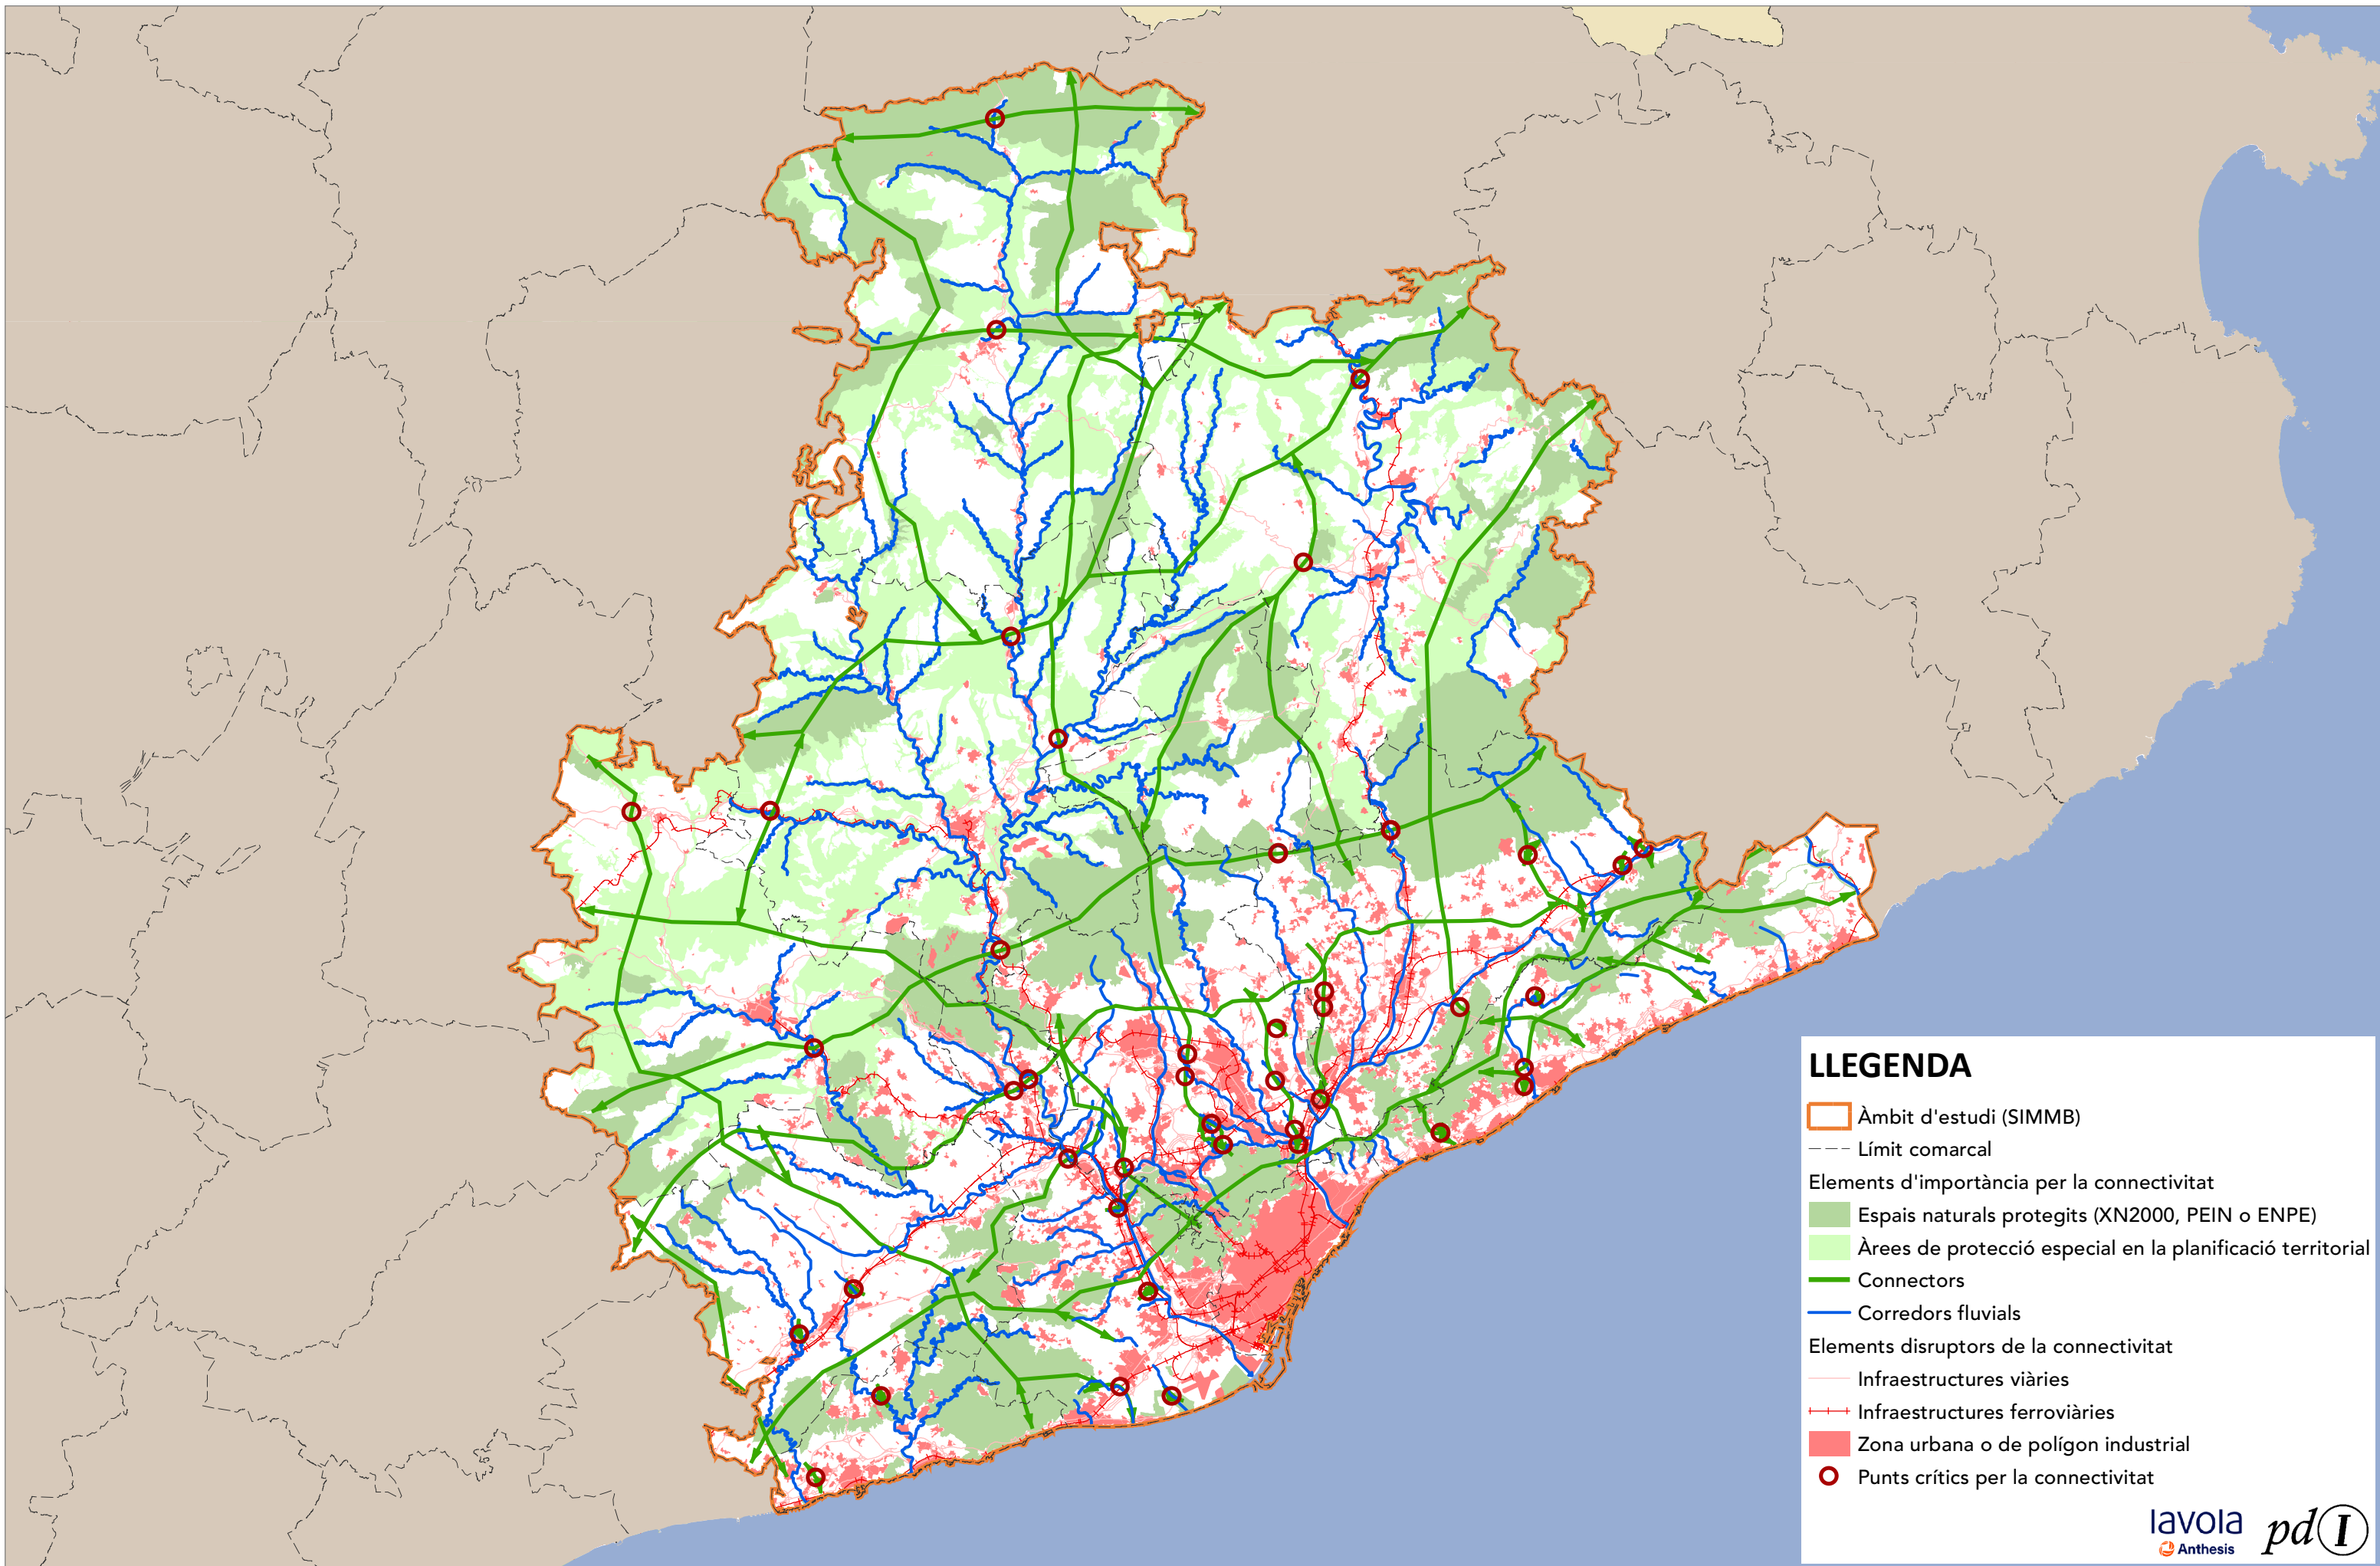 LLEGENDA
Àmbit d'estudi (SIMMB)
Límit comarcal
Elements d'importància per la connectivitat
Espais naturals protegits (XN2000, PEIN o ENPE)
Àrees de protecció especial en la planificació territorial
Connectors
Corredors fluvials
Elements disruptors de la connectivitat
Infraestructures viàries
Infraestructures ferroviàries
Zona urbana o de polígon industrial
Punts crítics per la connectivitat
lavola
Anthesis
pdI